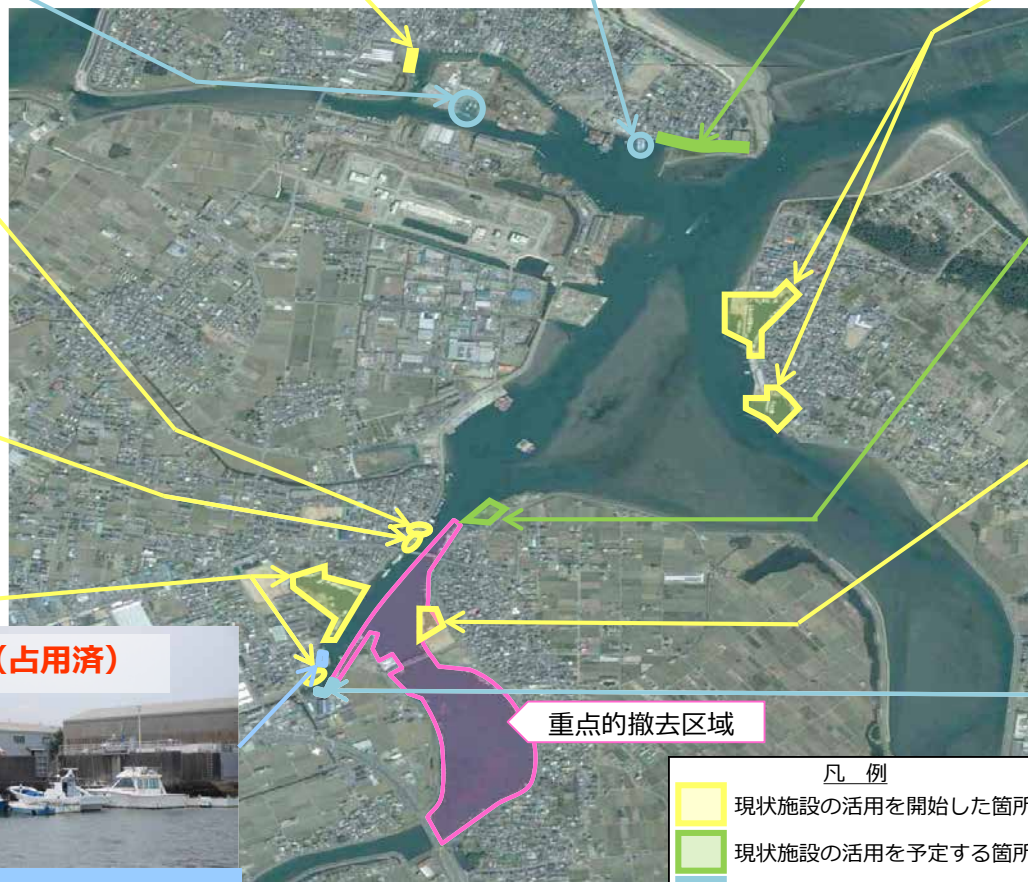 (占用済)
重点的撤去区域
凡 例
現状施設の活用を開始した箇所
現状施設の活用を予定する箇所